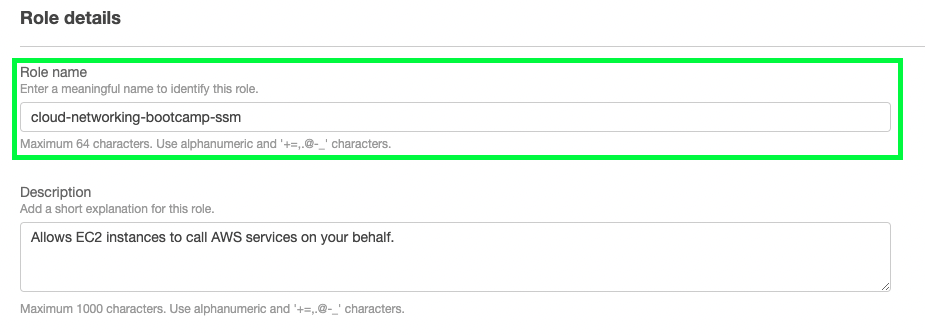 Role details
Role name
Enter a meaningful name to identify this role.
cloud-networking-bootcamp-ssm
Maximum 64 characters. Use alphanumeric and '+=,.@-_' characters.
Description
Add a short explanation for this role.
Allows EC2 instances to call AWS services on your behalf.
Maximum 1000 characters. Use alphanumeric and '+=,.@-_' characters.